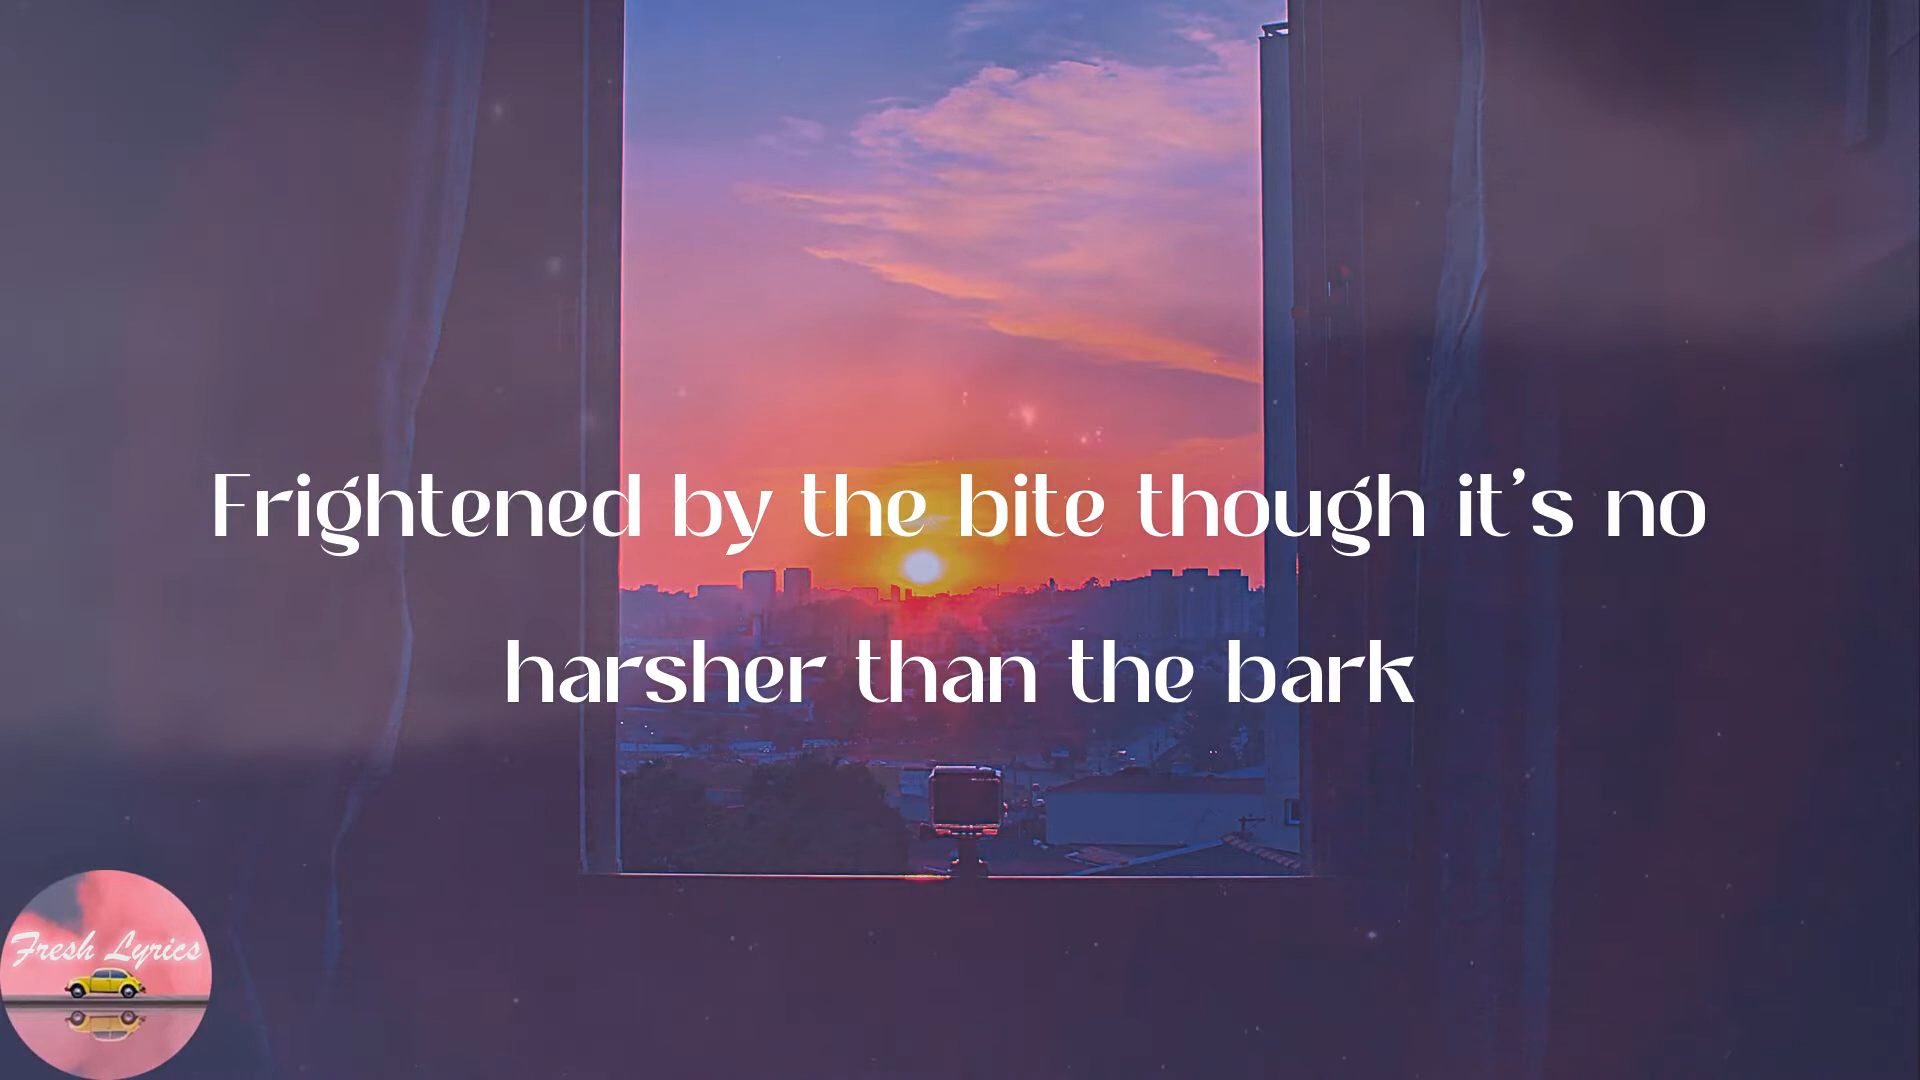 Frightened by the bite though it's no
harsher than the bark
Fresh Lyrics